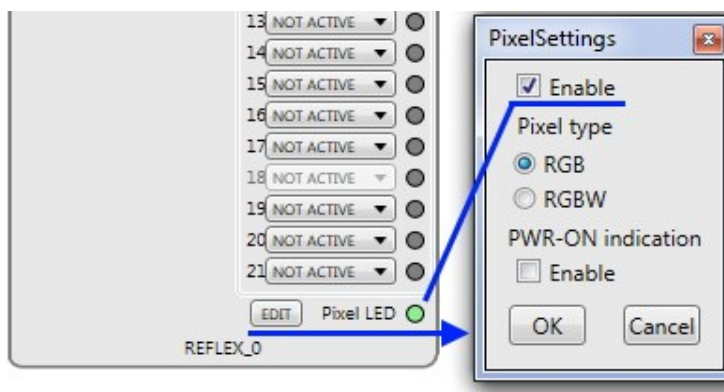 13 NOT ACTIVE
14 NOT ACTIVE
15 NOT ACTIVE
16 NOT ACTIVE
17 NOT ACTIVE
18 NOT ACTIVE
19 NOT ACTIVE
20 NOT ACTIVE
21 NOT ACTIVE
EDIT Pixel LED
REFLEX_0
PixelSettings
Enable
Pixel type
RGB
RGBW
PWR-ON indication
Enable
OK Cancel